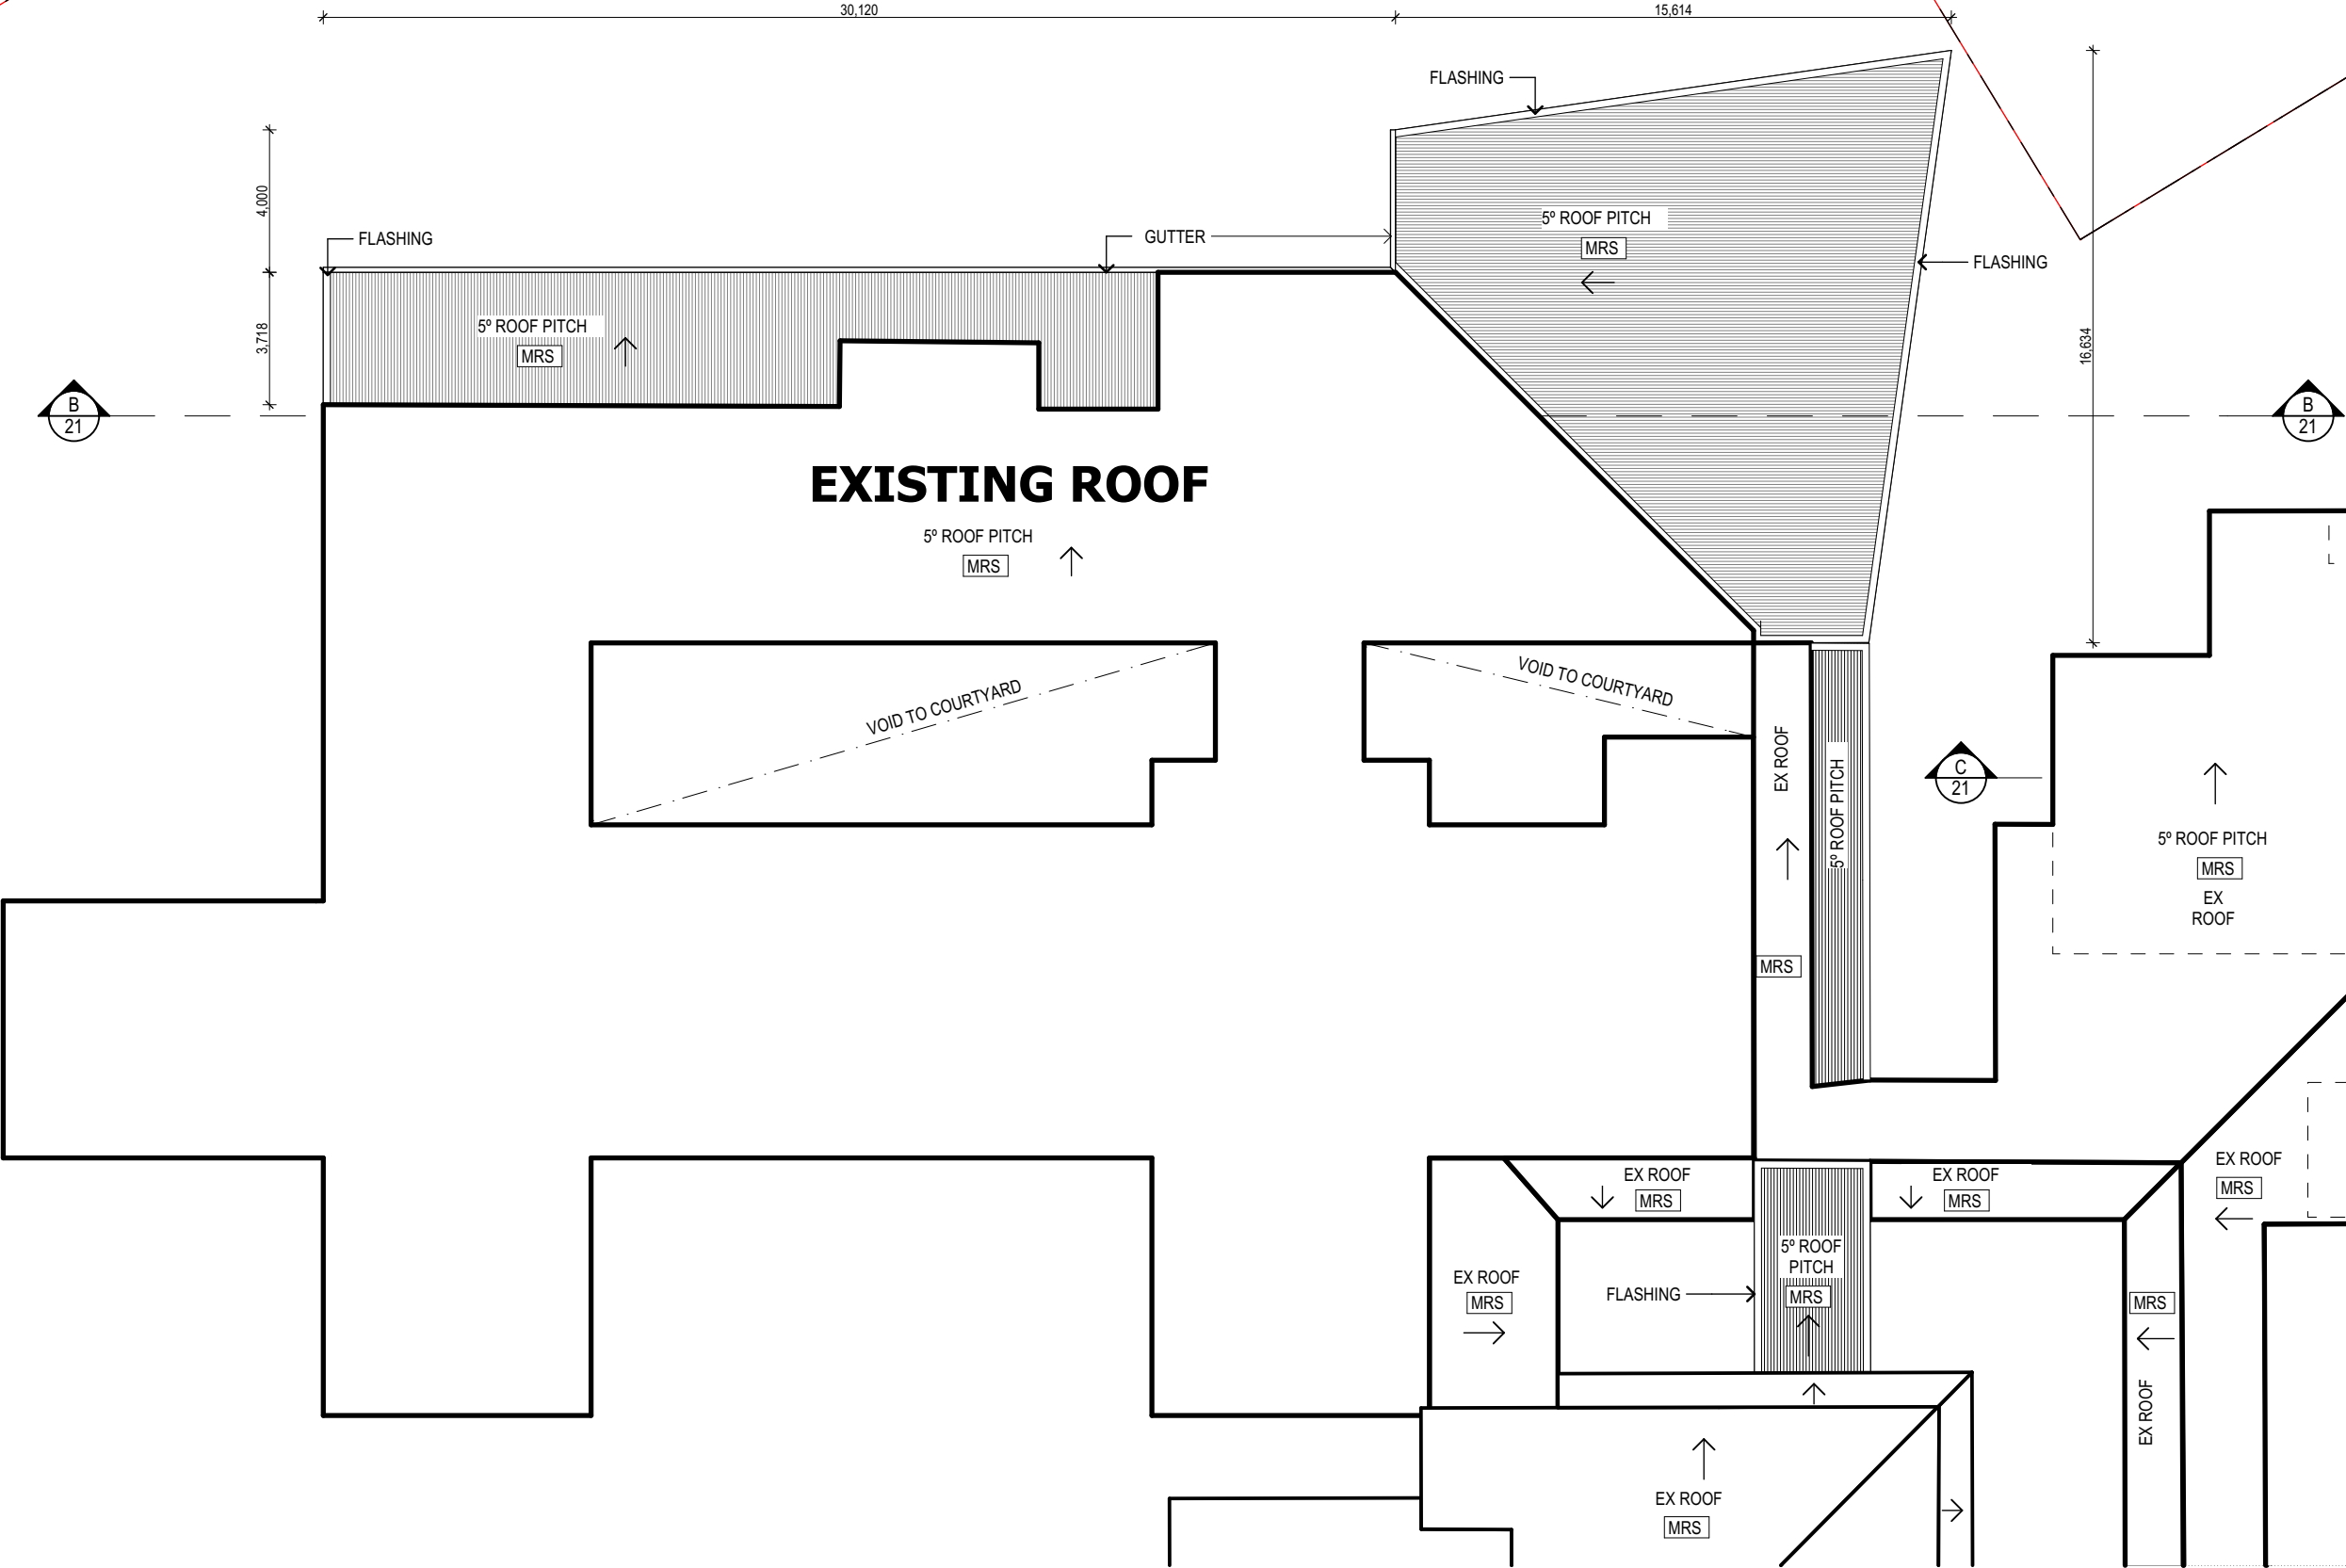 30,120
15,614
FLASHING
4,000
5º ROOF PITCH
MRS
FLASHING
GUTTER
FLASHING
3,718
5º ROOF PITCH
MRS
16,634
B
21
B
21
EXISTING ROOF
5º ROOF PITCH
MRS
VOID TO COURTYARD
VOID TO COURTYARD
EX ROOF
5º ROOF PITCH
C
21
5º ROOF PITCH
MRS
EX
ROOF
MRS
EX ROOF
MRS
EX ROOF
MRS
EX ROOF
MRS
5º ROOF
PITCH
MRS
EX ROOF
MRS
FLASHING
MRS
EX ROOF
EX ROOF
MRS